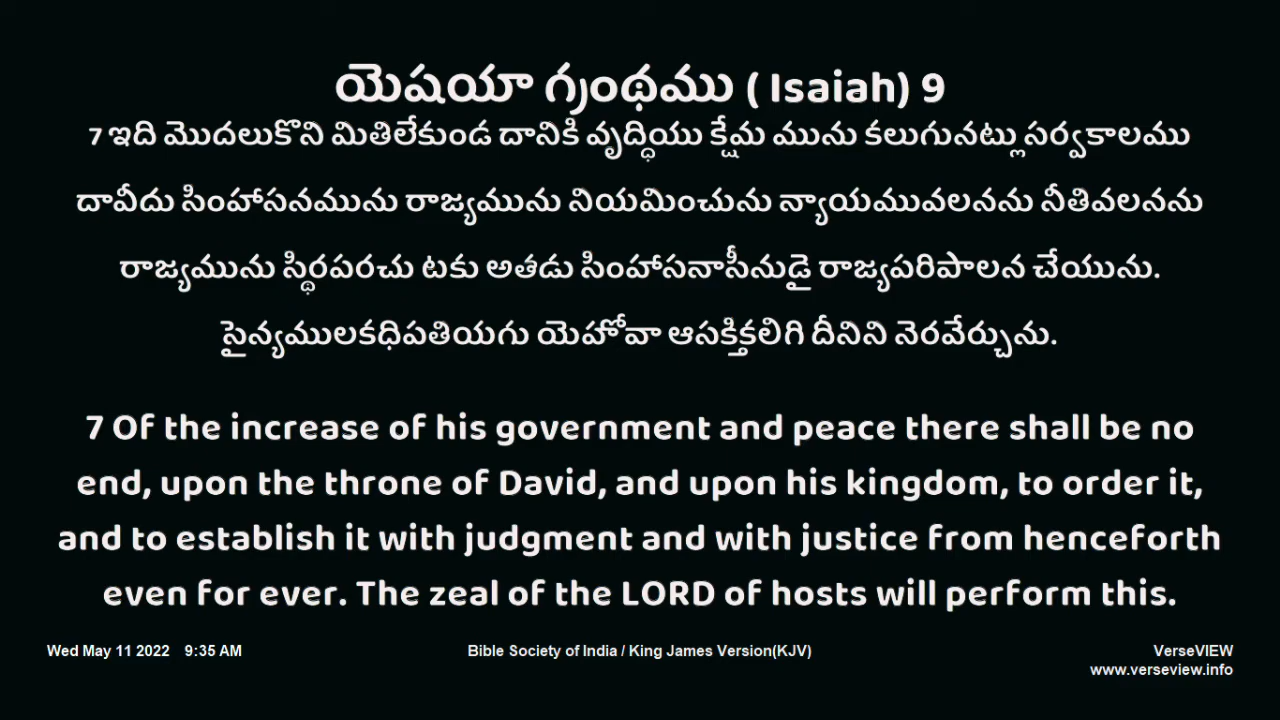 యెషయా గ్రంథము ( Isaiah) 9
7 ఇది మొదలుకొని మితిలేకుండ దానికి వృద్ధియు క్షేమ మును కలుగునట్లుసర్వకాలము
దావీదు సింహాసనమును రాజ్యమును నియమించును న్యాయమువలనను నీతివలనను
రాజ్యమును స్థిరపరచు టకు అతడు సింహాసనాసీనుడై రాజ్యపరిపాలన చేయును.
సైన్యములకధిపతియగు యెహోవా ఆసక్తికలిగి దీనిని నెరవేర్చును.
7 Of the increase of his government and peace there shall be no
end, upon the throne of David, and upon his kingdom, to order it,
and to establish it with judgment and with justice from henceforth
even for ever. The zeal of the LORD of hosts will perform this.
Wed May 11 2022 9:35 AM
Bible Society of India / King James Version(KJV)
VerseVIEW
www.verseview.info